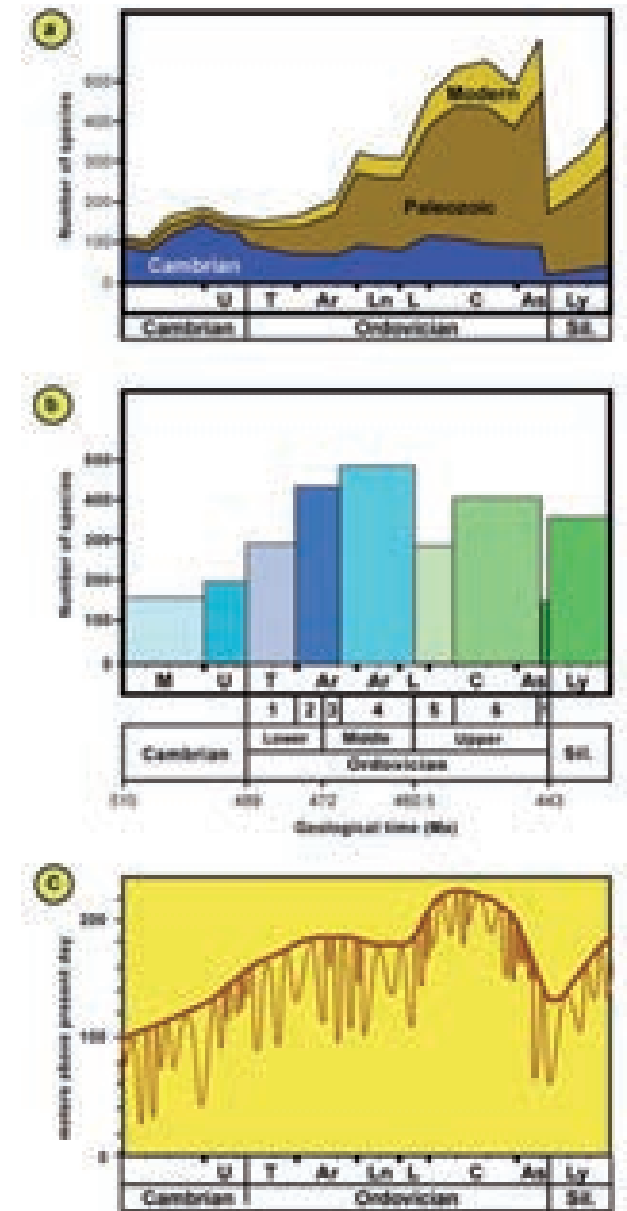 a
Number of species
500
400
300
200
100
0
Modern
Paleozoic
Cambrian
U T Ar Ln L C As Ly
Cambrian Ordovician Sil.
b
Number of species
500
400
300
200
100
0
M U T Ar Ar L C As Ly
1 2 3 4 5 6
Lower Middle Upper
Cambrian Ordovician Sil.
472 460.5 443
Geological time (Ma)
c
meters above present day
200
100
0
U T Ar Ln L C As Ly
Cambrian Ordovician Sil.